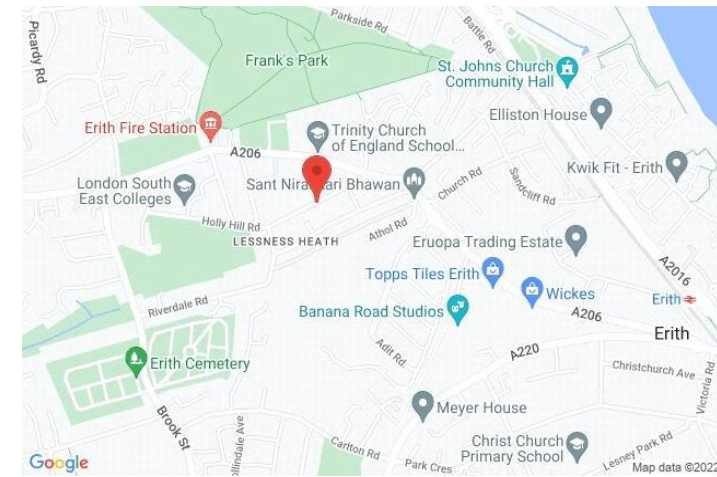 Parkside Rd
Battle Rd
Picardy Rd
Frank's Park
St. Johns Church
Community Hall
Elliston House
Erith Fire Station
Trinity Church
of England School...
A206
Kwik Fit - Erith
London South
East Colleges
Sant Nirankari Bhawan
Church Rd
Sandcliff Rd
Holly Hill Rd
Athol Rd
LESSNESS HEATH
Eruopa Trading Estate
A2016
Topps Tiles Erith
Wickes
Erith
Riverdale Rd
Banana Road Studios
A206
Erith
Adit Rd.
A220
Erith Cemetery
Christchurch Ave
Victoria Rd
Meyer House
Brook St
Carlton Rd
Park Cres
Christ Church
Primary School
Lesney Park Rd
Google
Map data ©2022